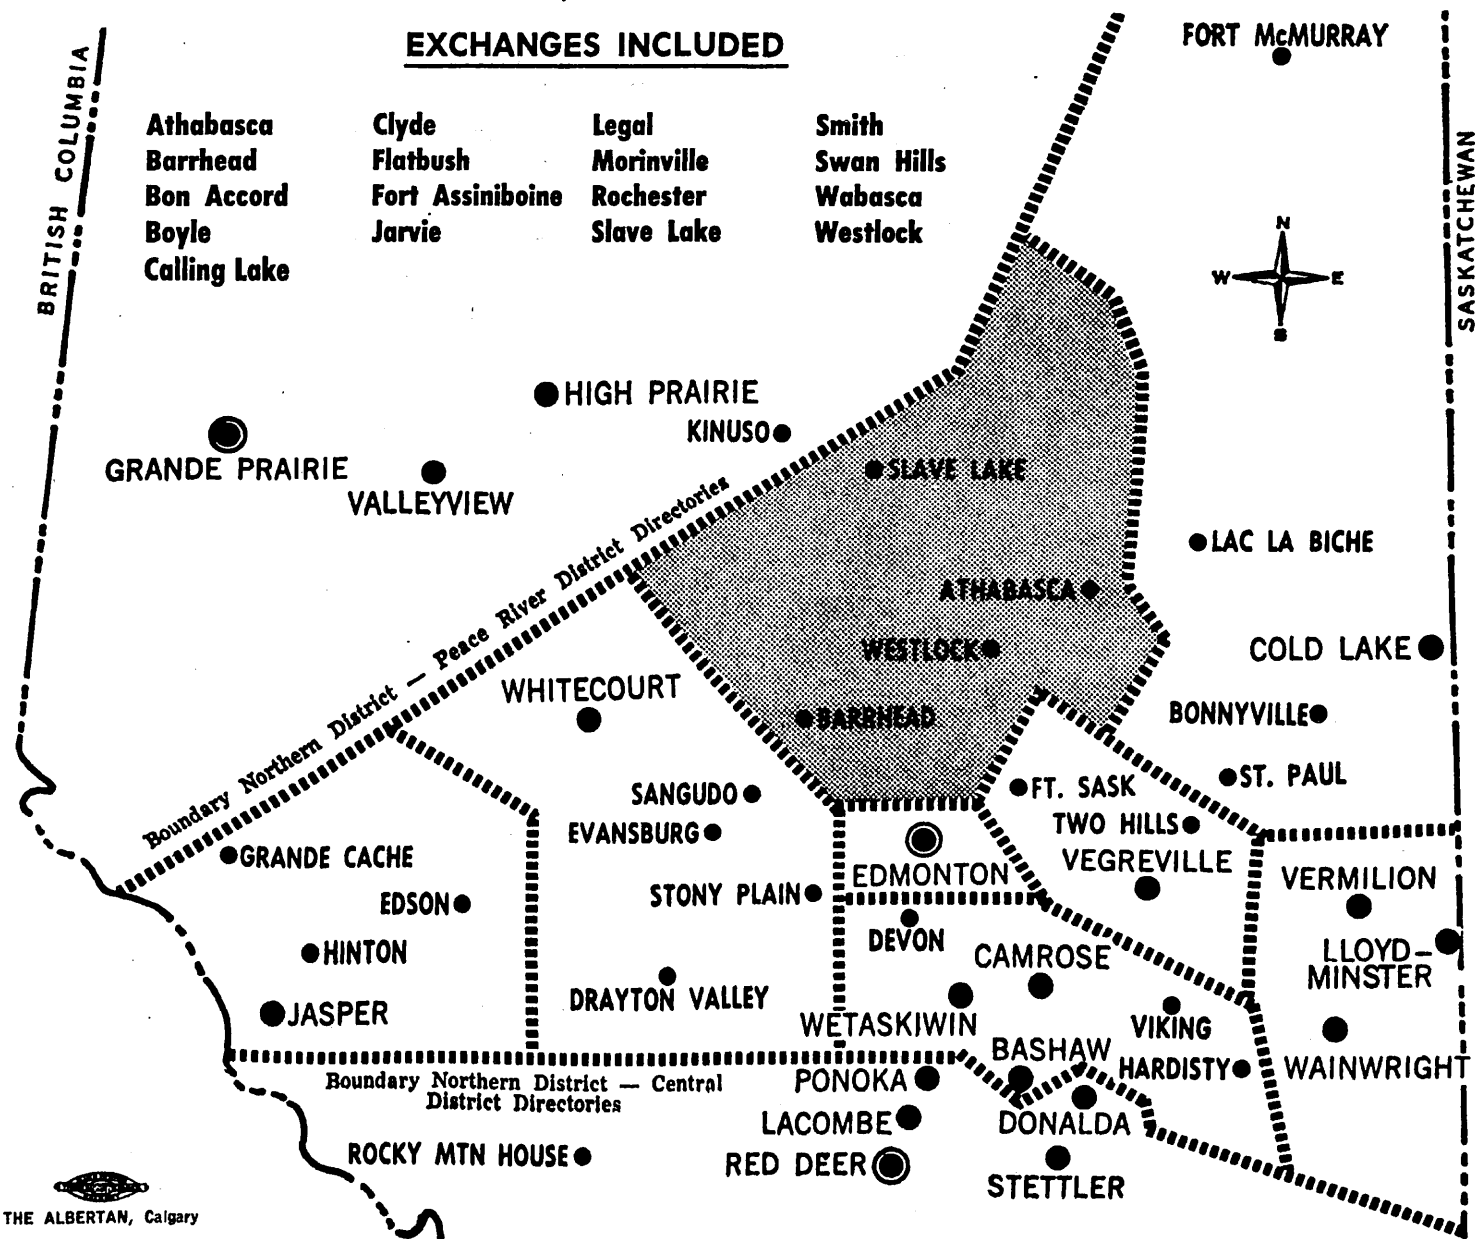 EXCHANGES INCLUDED
Athabasca
Barrhead
Bon Accord
Boyle
Calling Lake
Clyde
Flatbush
Fort Assiniboine
Jarvie
Legal
Morinville
Rochester
Slave Lake
Smith
Swan Hills
Wabasca
Westlock
BRITISH COLUMBIA
FORT McMURRAY
SASKATCHEWAN
N
W E
S
HIGH PRAIRIE
KINUSO
GRANDE PRAIRIE
VALLEYVIEW
SLAVE LAKE
Boundary Northern District — Peace River District Directories
LAC LA BICHE
ATHABASCA
WESTLOCK
COLD LAKE
WHITECOURT
BARRHEAD
BONNYVILLE
SANGUDO
FT. SASK
ST. PAUL
EVANSBURG
TWO HILLS
GRANDE CACHE
EDMONTON
VEGREVILLE
VERMILION
EDSON
STONY PLAIN
DEVON
HINTON
CAMROSE
LLOYD-
MINSTER
JASPER
DRAYTON VALLEY
WETASKIWIN
VIKING
BASHAW
HARDISTY
WAINWRIGHT
Boundary Northern District — Central
District Directories
PONOKA
LACOMBE
DONALDA
ROCKY MTN HOUSE
RED DEER
STETTLER
THE ALBERTAN, Calgary